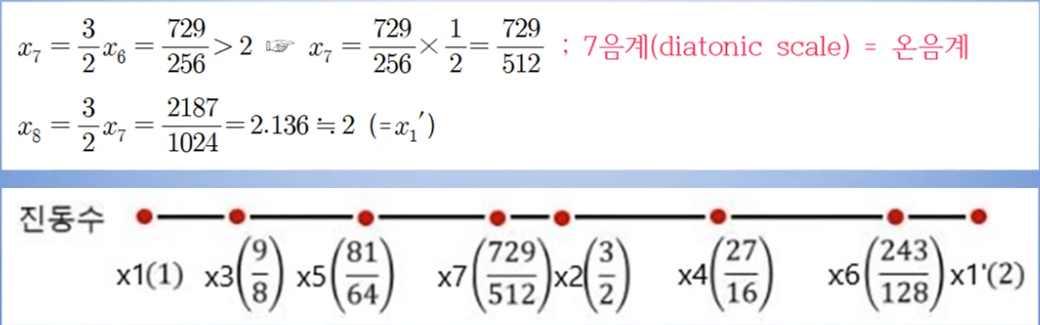 x₇ = 3/2 x₆ = 729/256 > 2 ☞ x₇ = 729/256 × 1/2 = 729/512 ; 7음계(diatonic scale) = 온음계
x₈ = 3/2 x₇ = 2187/1024 = 2.136 ≒ 2 (=x₁′)
진동수
x1(1) x3(9/8) x5(81/64) x7(729/512) x2(3/2) x4(27/16) x6(243/128) x1'(2)